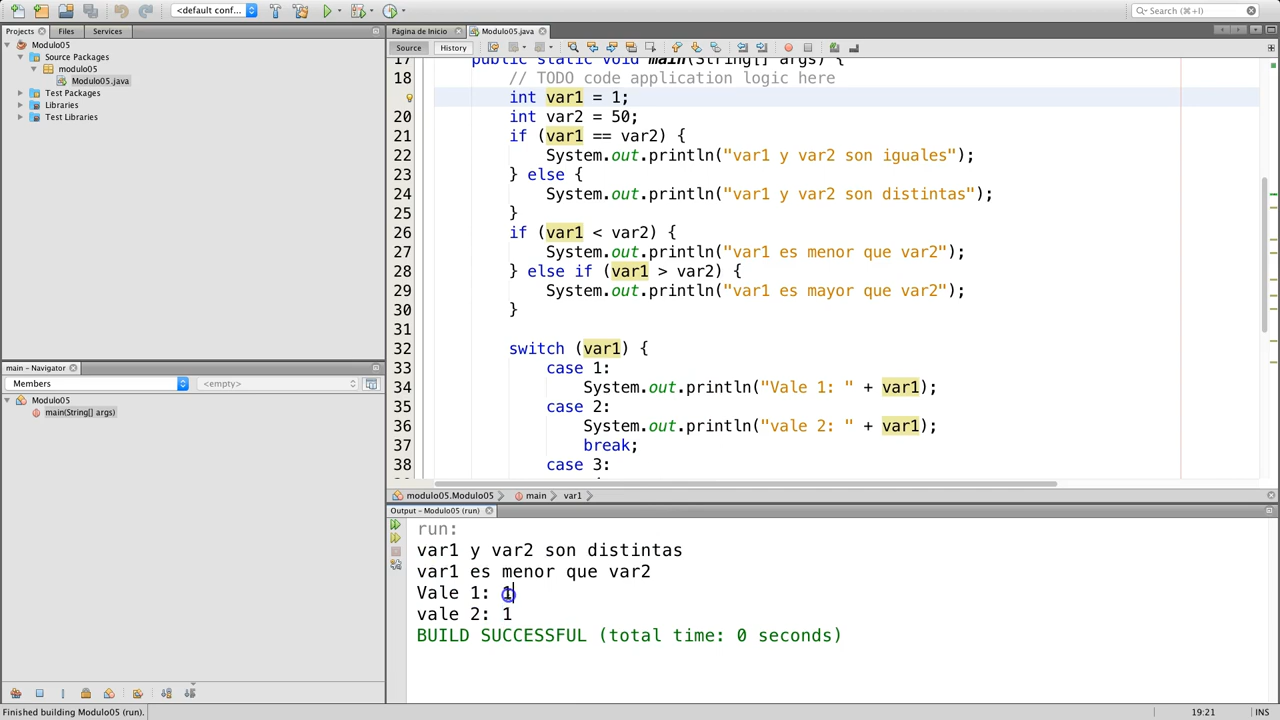 <default conf...
Search (⌘+I)
Projects
Files
Services
Página de Inicio
Modulo05.java
Source
History
Modulo05
Source Packages
modulo05
Modulo05.java
Test Packages
Libraries
Test Libraries
17 public static void main(String[] args) {
18 // TODO code application logic here
int var1 = 1;
20 int var2 = 50;
21 if (var1 == var2) {
22 System.out.println("var1 y var2 son iguales");
23 } else {
24 System.out.println("var1 y var2 son distintas");
25 }
26 if (var1 < var2) {
27 System.out.println("var1 es menor que var2");
28 } else if (var1 > var2) {
29 System.out.println("var1 es mayor que var2");
30 }
31
32 switch (var1) {
33 case 1:
34 System.out.println("Vale 1: " + var1);
35 case 2:
36 System.out.println("vale 2: " + var1);
37 break;
38 case 3:
main - Navigator
Members
<empty>
Modulo05
main(String[] args)
modulo05.Modulo05
main
var1
Output - Modulo05 (run)
run:
var1 y var2 son distintas
var1 es menor que var2
Vale 1: 1
vale 2: 1
BUILD SUCCESSFUL (total time: 0 seconds)
Finished building Modulo05 (run).
19:21
INS